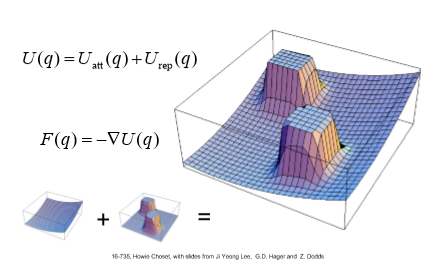 U(q) = U_att(q) + U_rep(q)
F(q) = −∇U(q)
+ =
16-735, Howie Choset, with slides from Ji Yeong Lee, G.D. Hager and Z. Dodds